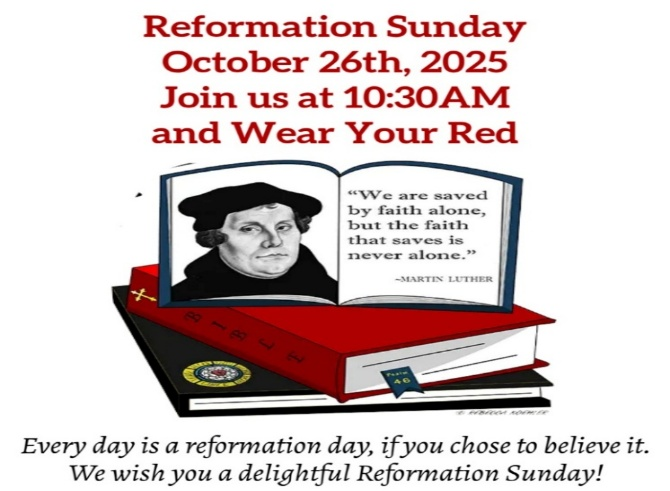 Reformation Sunday
October 26th, 2025
Join us at 10:30AM
and Wear Your Red
“We are saved
by faith alone,
but the faith
that saves is
never alone.”
~MARTIN LUTHER
Psalm
46
Every day is a reformation day, if you chose to believe it.
We wish you a delightful Reformation Sunday!